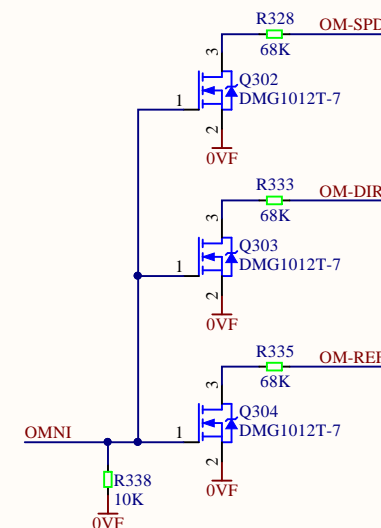 R328 OM-SPD
68K
3
Q302
DMG1012T-7
1
2
0VF
R333 OM-DIR
68K
3
Q303
DMG1012T-7
1
2
0VF
R335 OM-REF
68K
3
Q304
DMG1012T-7
OMNI 1
2
R338
10K
0VF
0VF